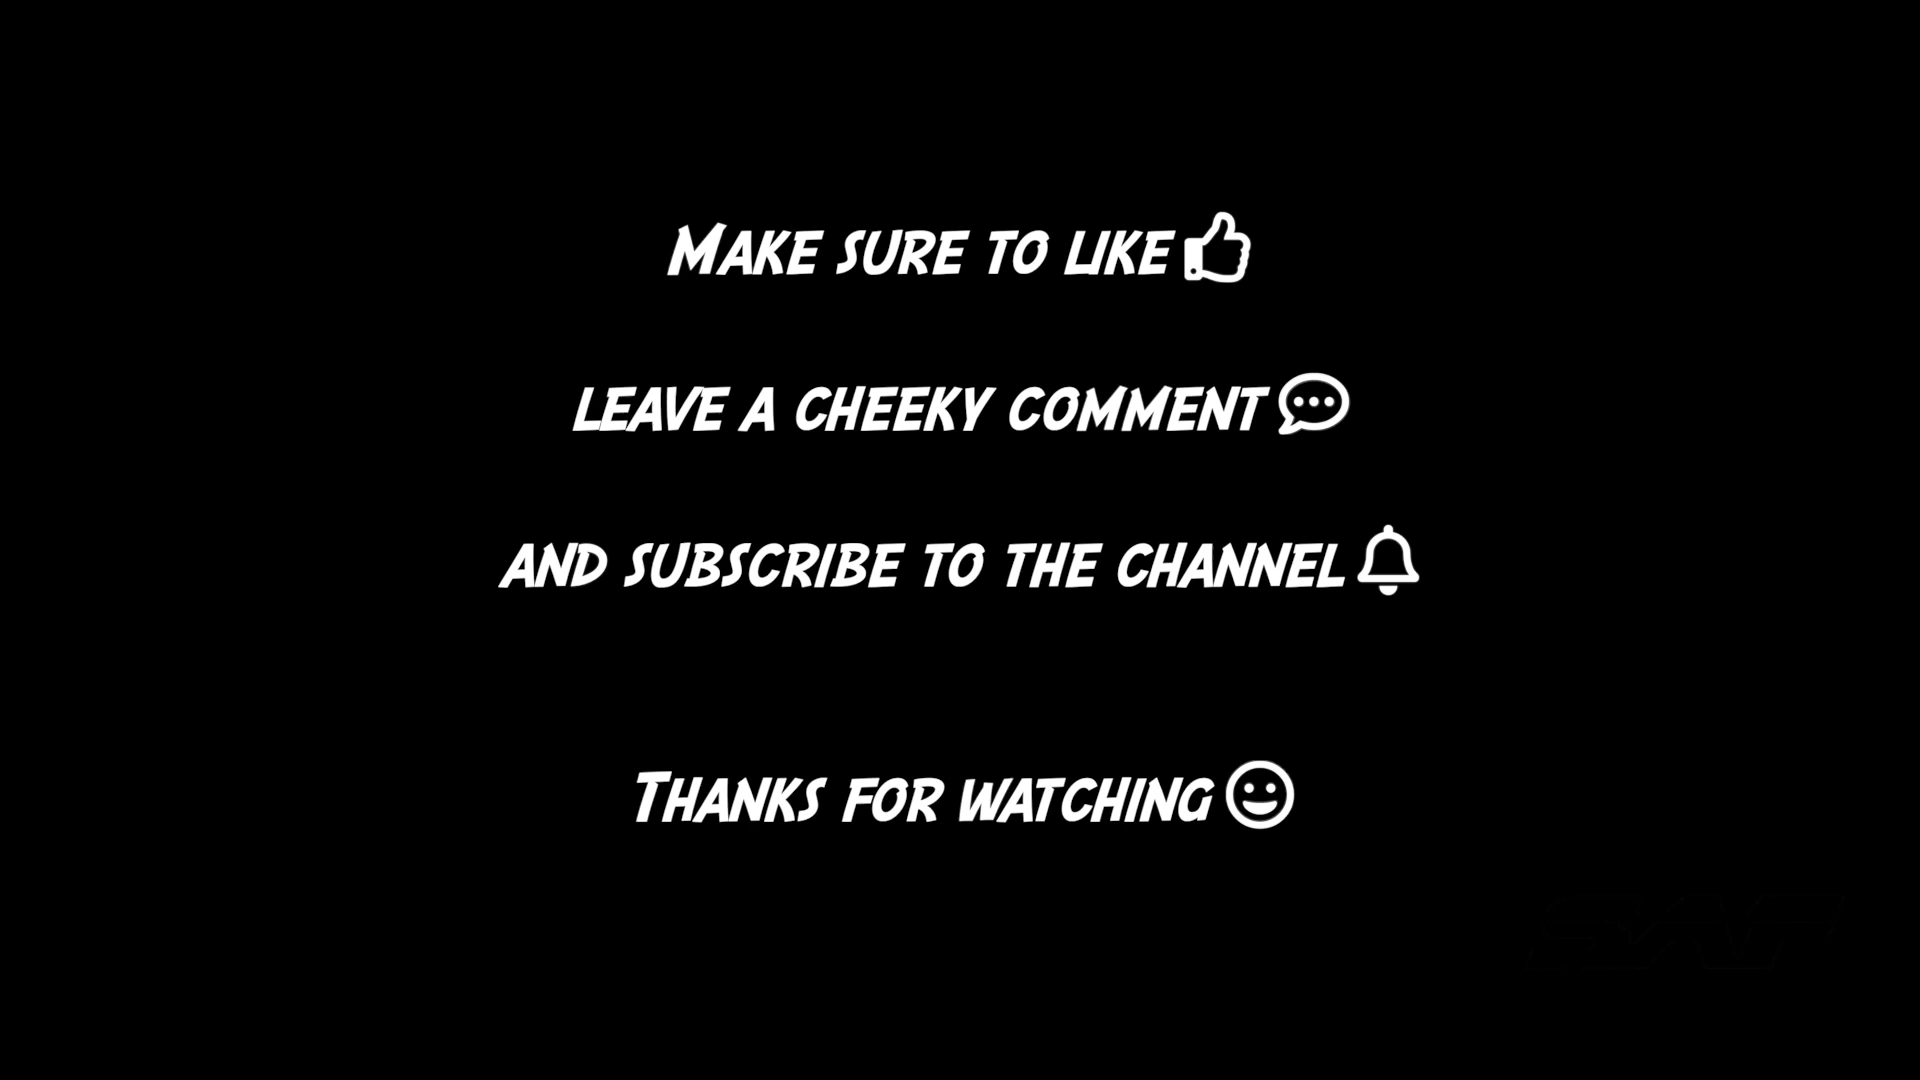 Make sure to like
leave a cheeky comment
and subscribe to the channel
Thanks for watching